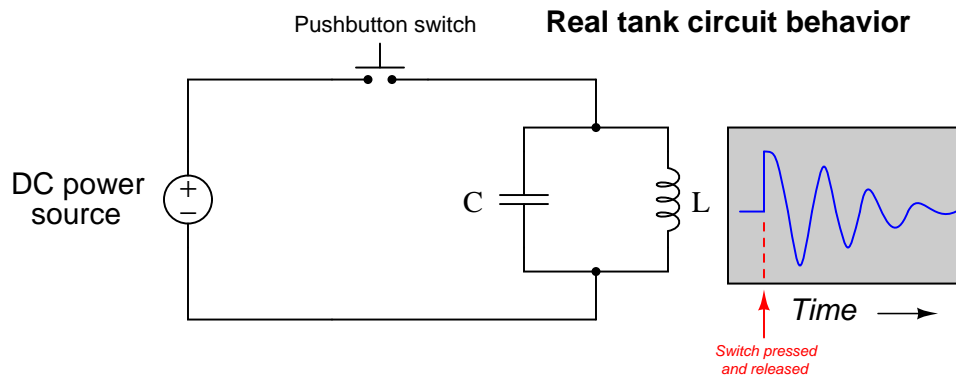 Real tank circuit behavior
Pushbutton switch
DC power
source
+
−
C
L
Time
Switch pressed
and released